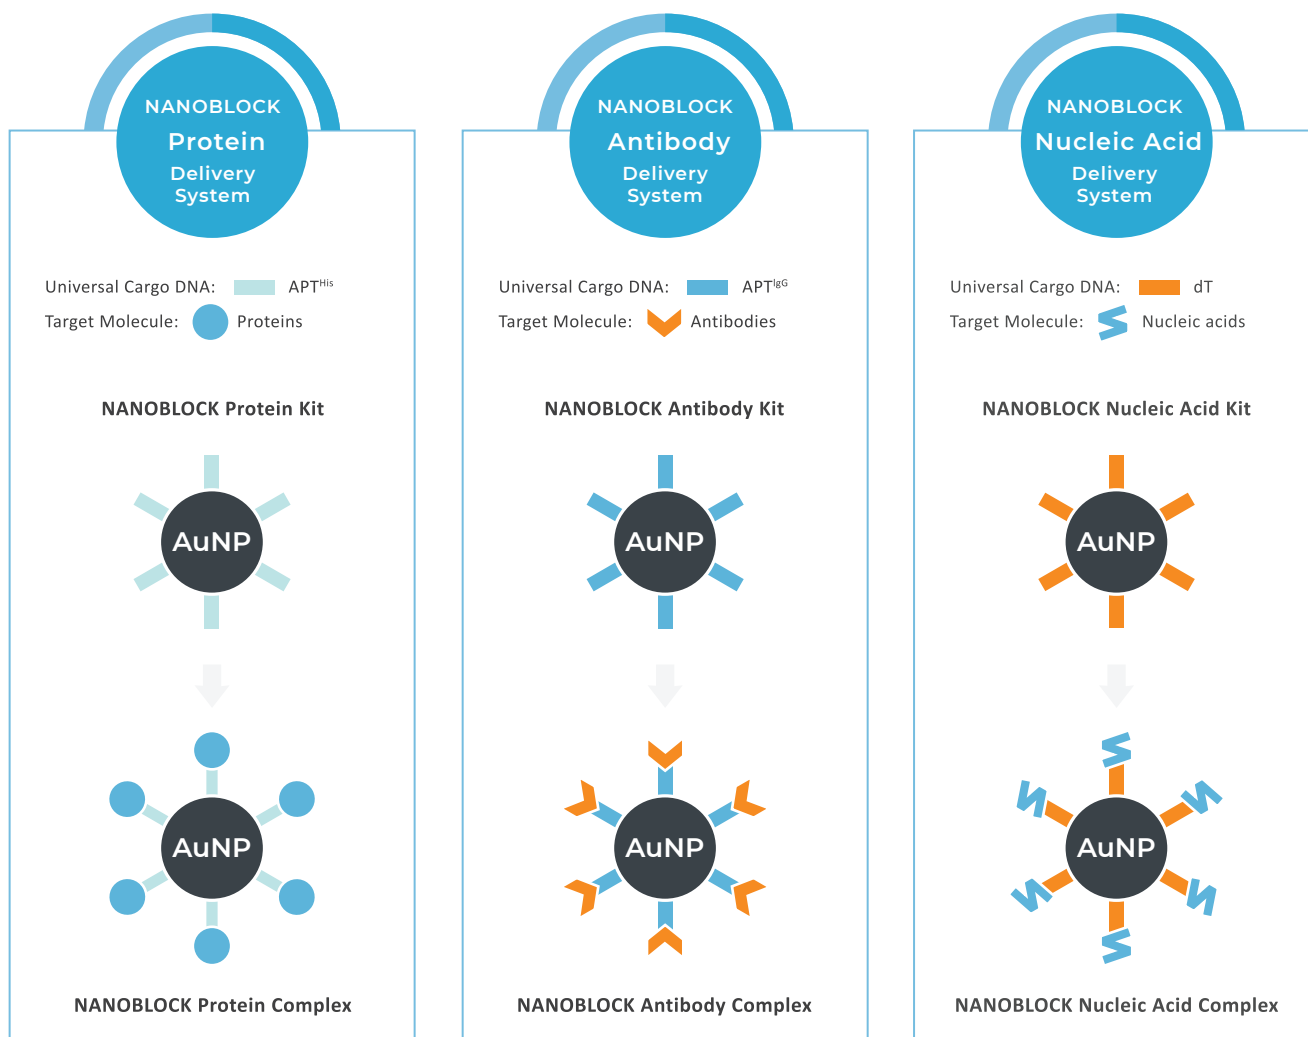 NANOBLOCK
Protein
Delivery
System
Universal Cargo DNA: APTHis
Target Molecule: Proteins
NANOBLOCK Protein Kit
AuNP
AuNP
NANOBLOCK Protein Complex
NANOBLOCK
Antibody
Delivery
System
Universal Cargo DNA: APTIgG
Target Molecule: Antibodies
NANOBLOCK Antibody Kit
AuNP
AuNP
NANOBLOCK Antibody Complex
NANOBLOCK
Nucleic Acid
Delivery
System
Universal Cargo DNA: dT
Target Molecule: Nucleic acids
NANOBLOCK Nucleic Acid Kit
AuNP
AuNP
NANOBLOCK Nucleic Acid Complex